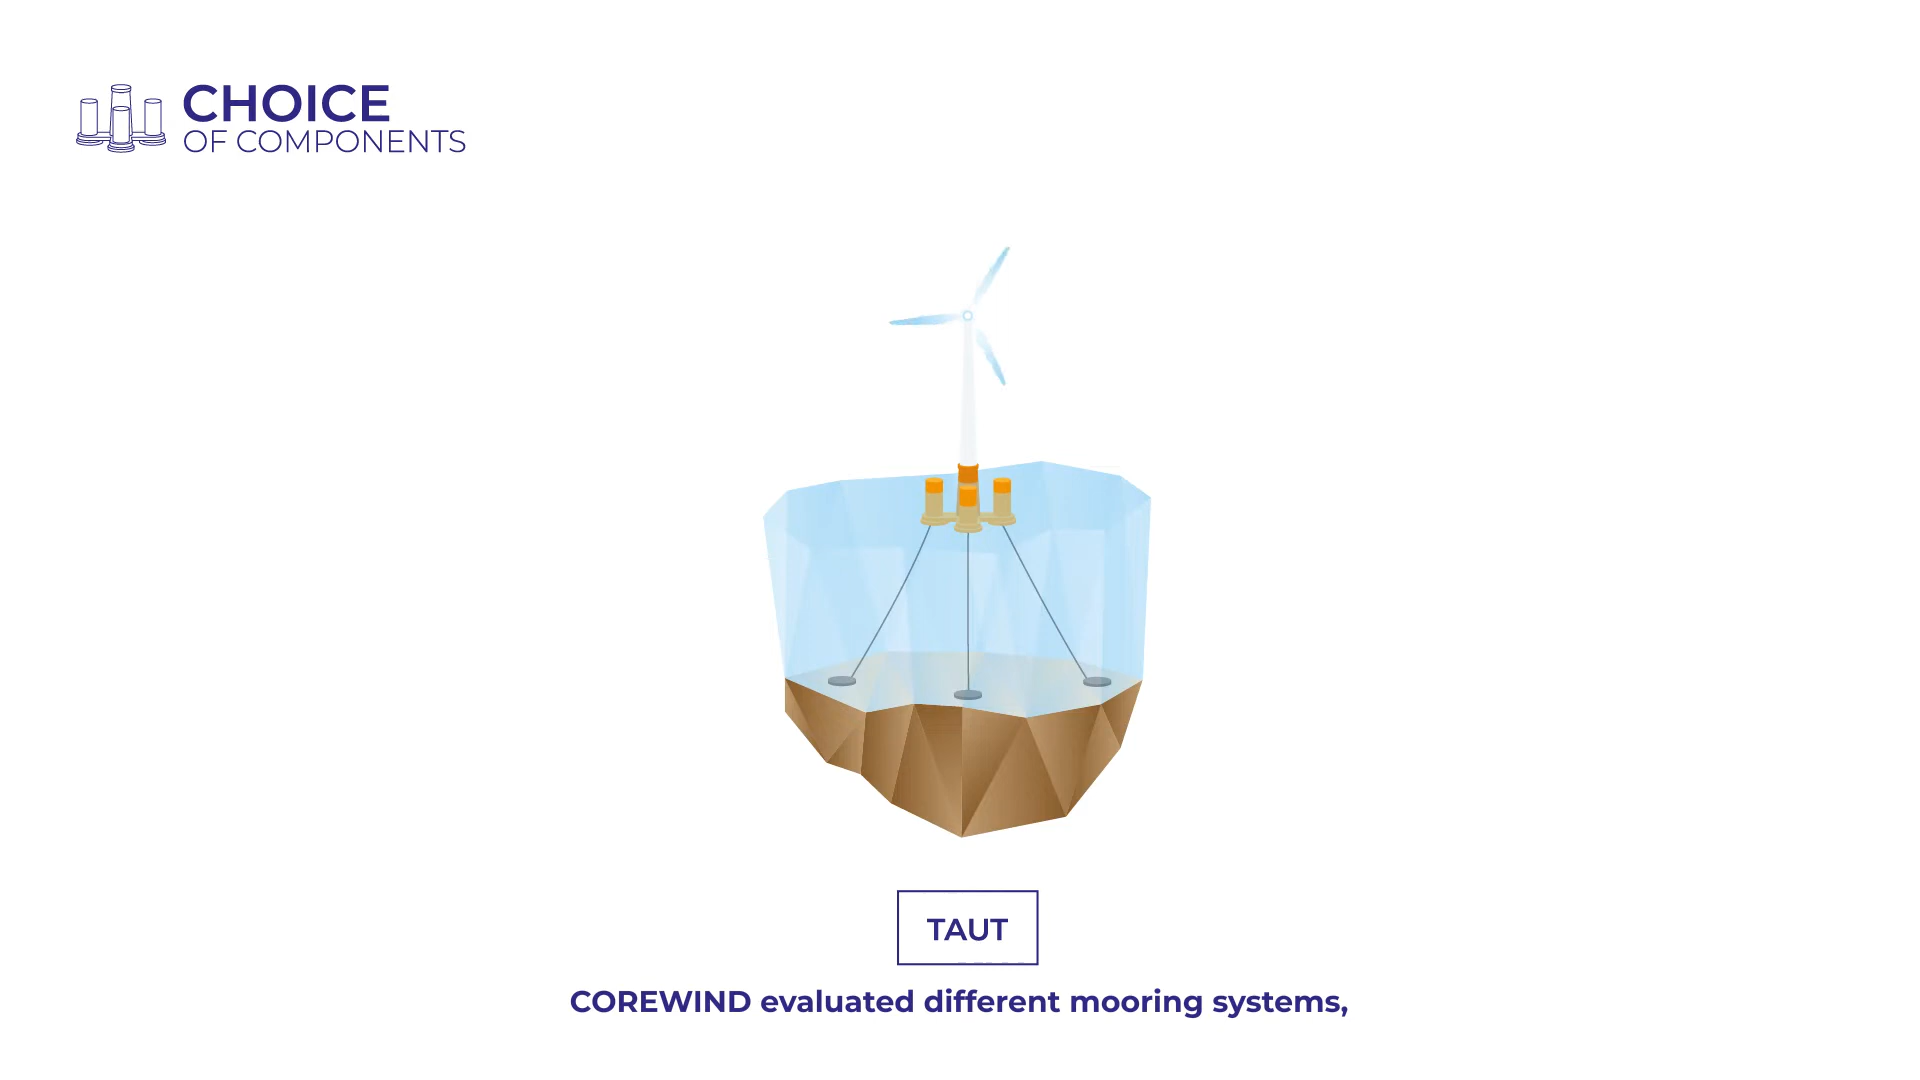 CHOICE
OF COMPONENTS
TAUT
COREWIND evaluated different mooring systems,